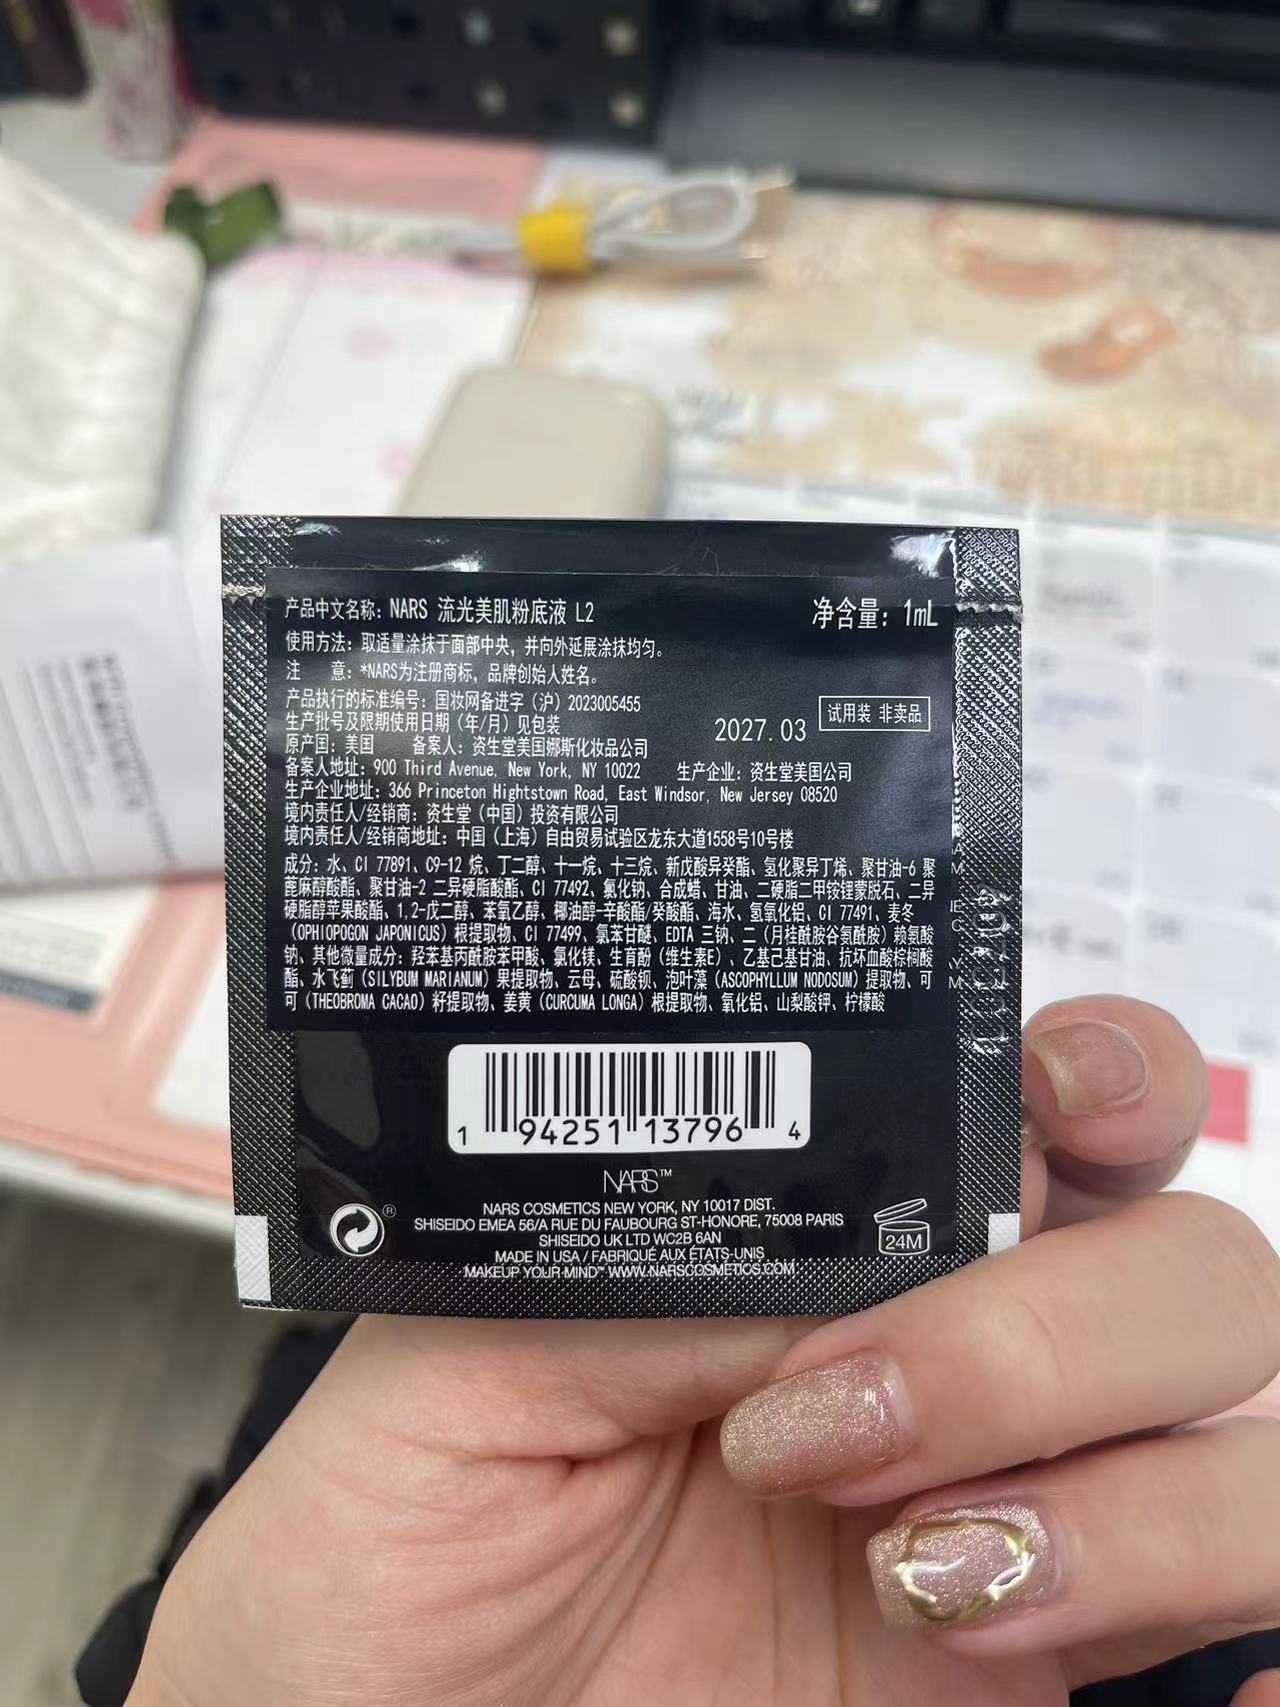 产品中文名称: NARS 流光美肌粉底液 L2
净含量: 1mL
使用方法: 取适量涂抹于面部中央，并向外延展涂抹均匀。
注 意: *NARS为注册商标，品牌创始人姓名。
产品执行的标准编号: 国妆网备进字（沪）2023005455
生产批号及限期使用日期（年/月）见包装
2027.03
试用装 非卖品
原产国: 美国 备案人: 资生堂美国娜斯化妆品公司
备案人地址: 900 Third Avenue, New York, NY 10022 生产企业: 资生堂美国公司
生产企业地址: 366 Princeton Hightstown Road, East Windsor, New Jersey 08520
境内责任人/经销商: 资生堂（中国）投资有限公司
境内责任人/经销商地址: 中国（上海）自由贸易试验区龙东大道1558号10号楼
成分: 水、CI 77891、C9-12 烷、丁二醇、十一烷、十三烷、新戊酸异癸酯、氢化聚异丁烯、聚甘油-6 聚
蓖麻醇酸酯、聚甘油-2 二异硬脂酸酯、CI 77492、氯化钠、合成蜡、甘油、二硬脂二甲铵锂蒙脱石、二异
硬脂醇苹果酸酯、1,2-戊二醇、苯氧乙醇、椰油醇-辛酸酯/癸酸酯、海水、氢氧化铝、CI 77491、麦冬
（OPHIOPOGON JAPONICUS）根提取物、CI 77499、氯苯甘醚、EDTA 三钠、二（月桂酰胺谷氨酰胺）赖氨酸
钠、其他微量成分: 羟苯基丙酰胺苯甲酸、氯化镁、生育酚（维生素E）、乙基己基甘油、抗坏血酸棕榈酸
酯、水飞蓟（SILYBUM MARIANUM）果提取物、云母、硫酸钡、泡叶藻（ASCOPHYLLUM NODOSUM）提取物、可
可（THEOBROMA CACAO）籽提取物、姜黄（CURCUMA LONGA）根提取物、氧化铝、山梨酸钾、柠檬酸
1 94251 13796 4
NARS™
NARS COSMETICS NEW YORK, NY 10017 DIST.
SHISEIDO EMEA 56/A RUE DU FAUBOURG ST-HONORE, 75008 PARIS
SHISEIDO UK LTD WC2B 6AN
MADE IN USA / FABRIQUÉ AUX ÉTATS-UNIS
MAKEUP YOUR MIND™ WWW.NARSCOSMETICS.COM
®
24M